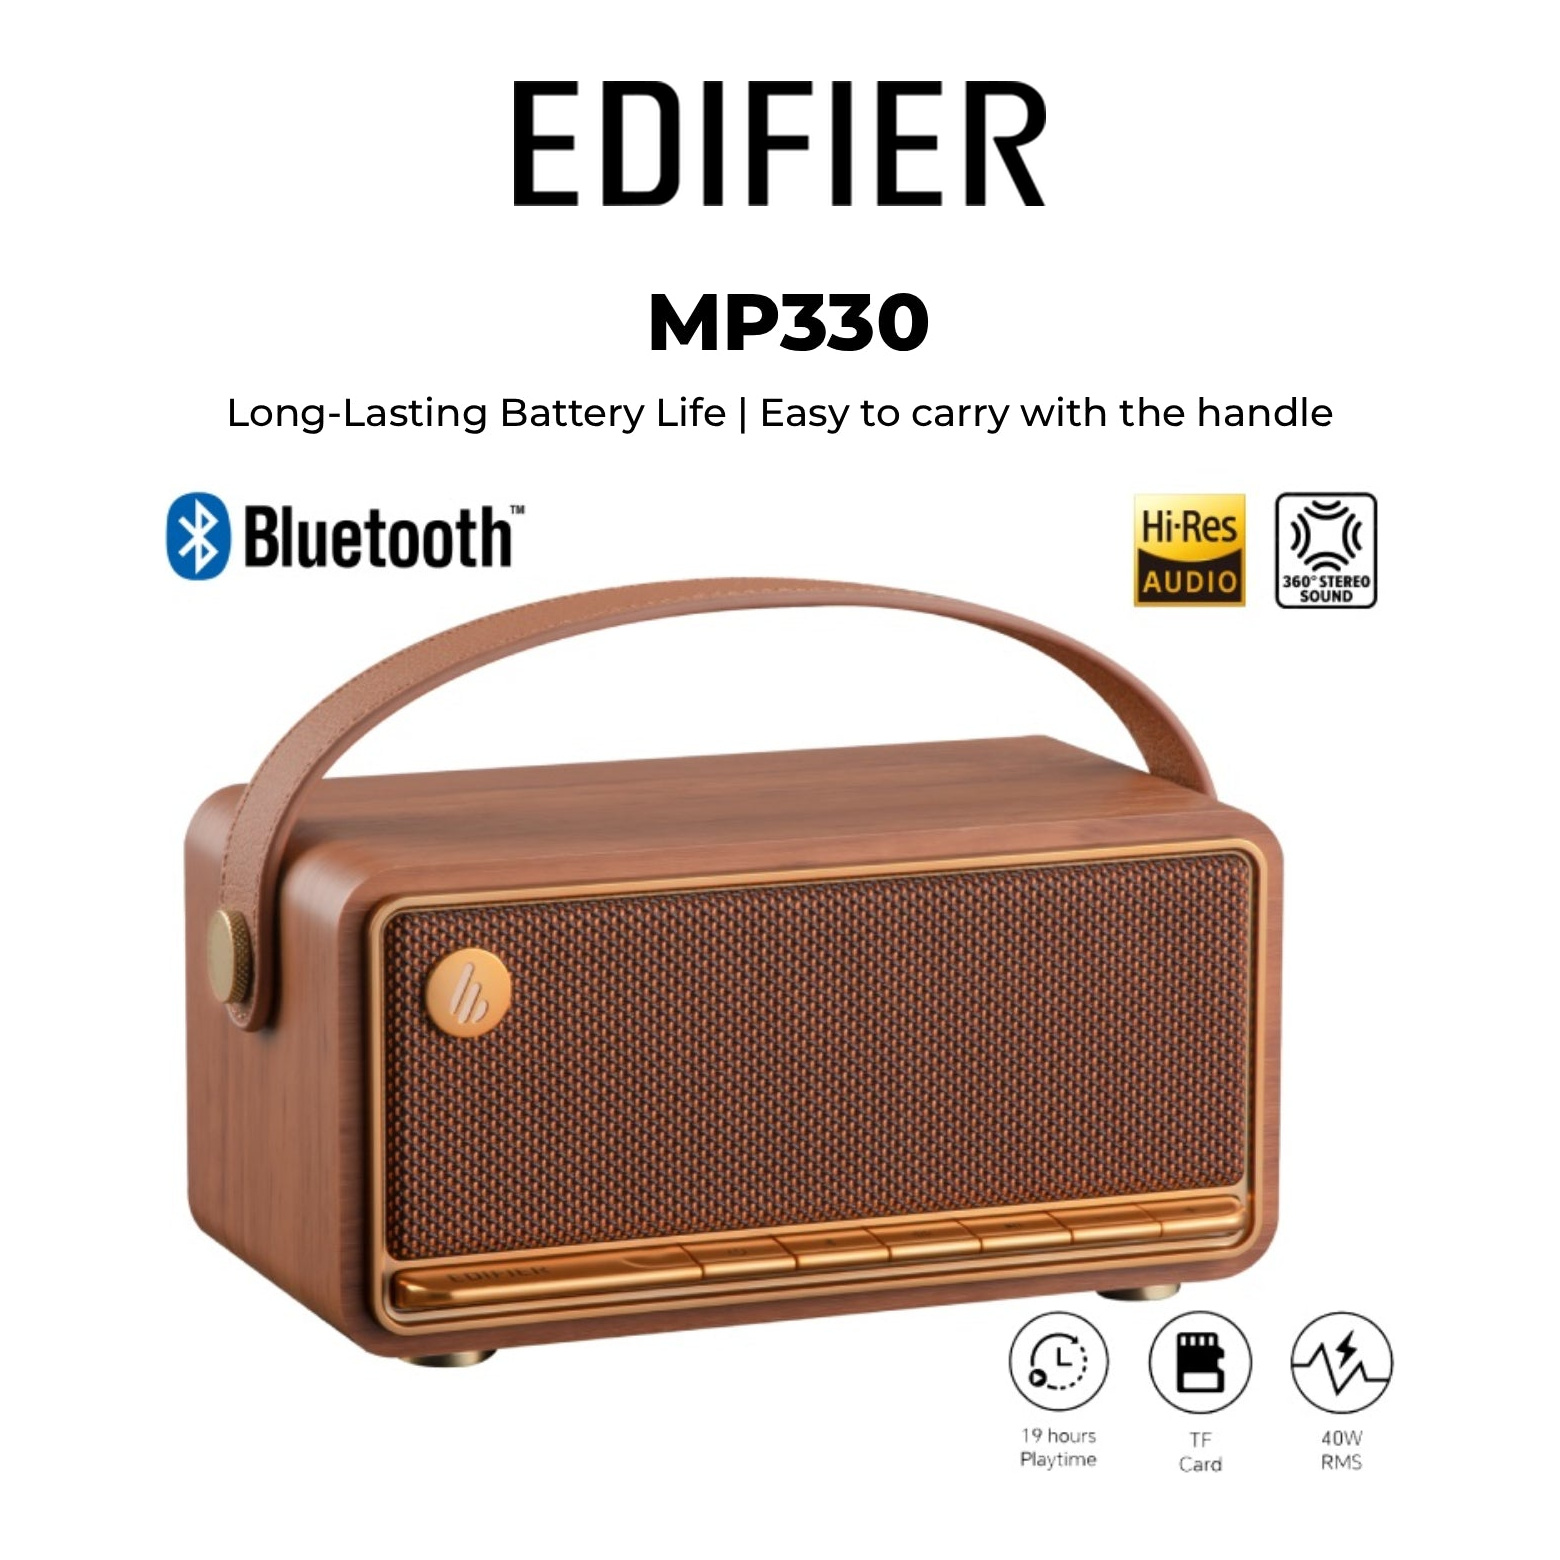 EDIFIER
MP330
Long-Lasting Battery Life | Easy to carry with the handle
Bluetooth™
Hi-Res
AUDIO
360° STEREO
SOUND
EDIFIER
19 hours
Playtime
TF
Card
40W
RMS